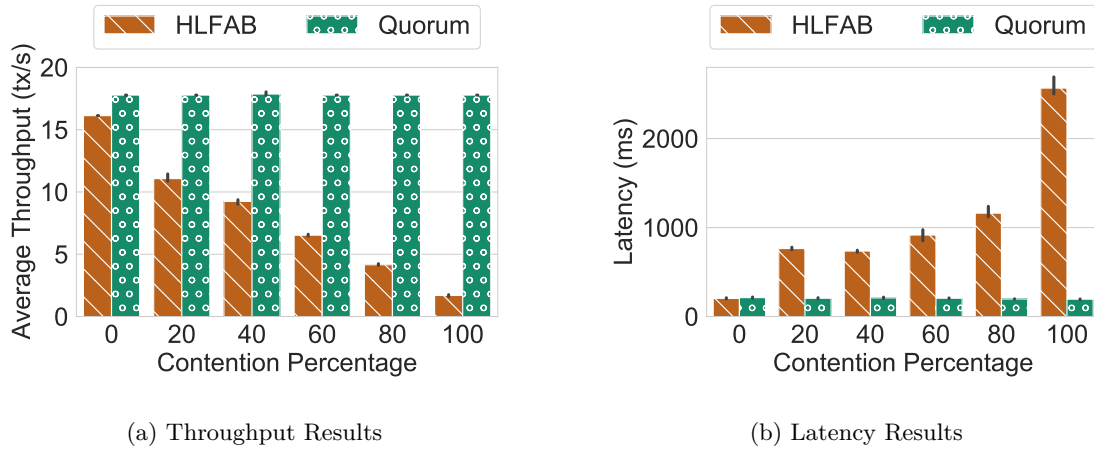 HLFAB Quorum
Average Throughput (tx/s)
20
15
10
5
0
0 20 40 60 80 100
Contention Percentage
(a) Throughput Results
HLFAB Quorum
Latency (ms)
2000
1000
0
0 20 40 60 80 100
Contention Percentage
(b) Latency Results